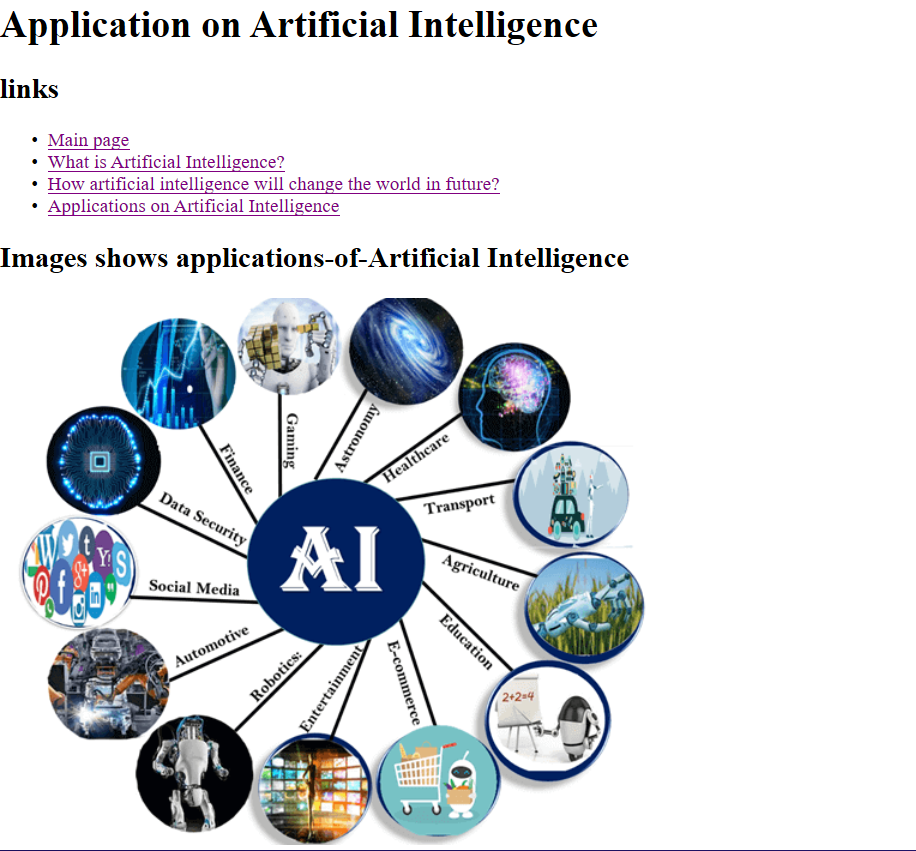 Application on Artificial Intelligence
links
Main page
What is Artificial Intelligence?
How artificial intelligence will change the world in future?
Applications on Artificial Intelligence
Images shows applications-of-Artificial Intelligence
Gaming
Astronomy
Finance
Healthcare
Data Security
Transport
AI
Agriculture
Social Media
Education
Automotive
Robotics:
Entertainment
E-commerce
2+2=4
W
t
Y!
S
g+
f
in